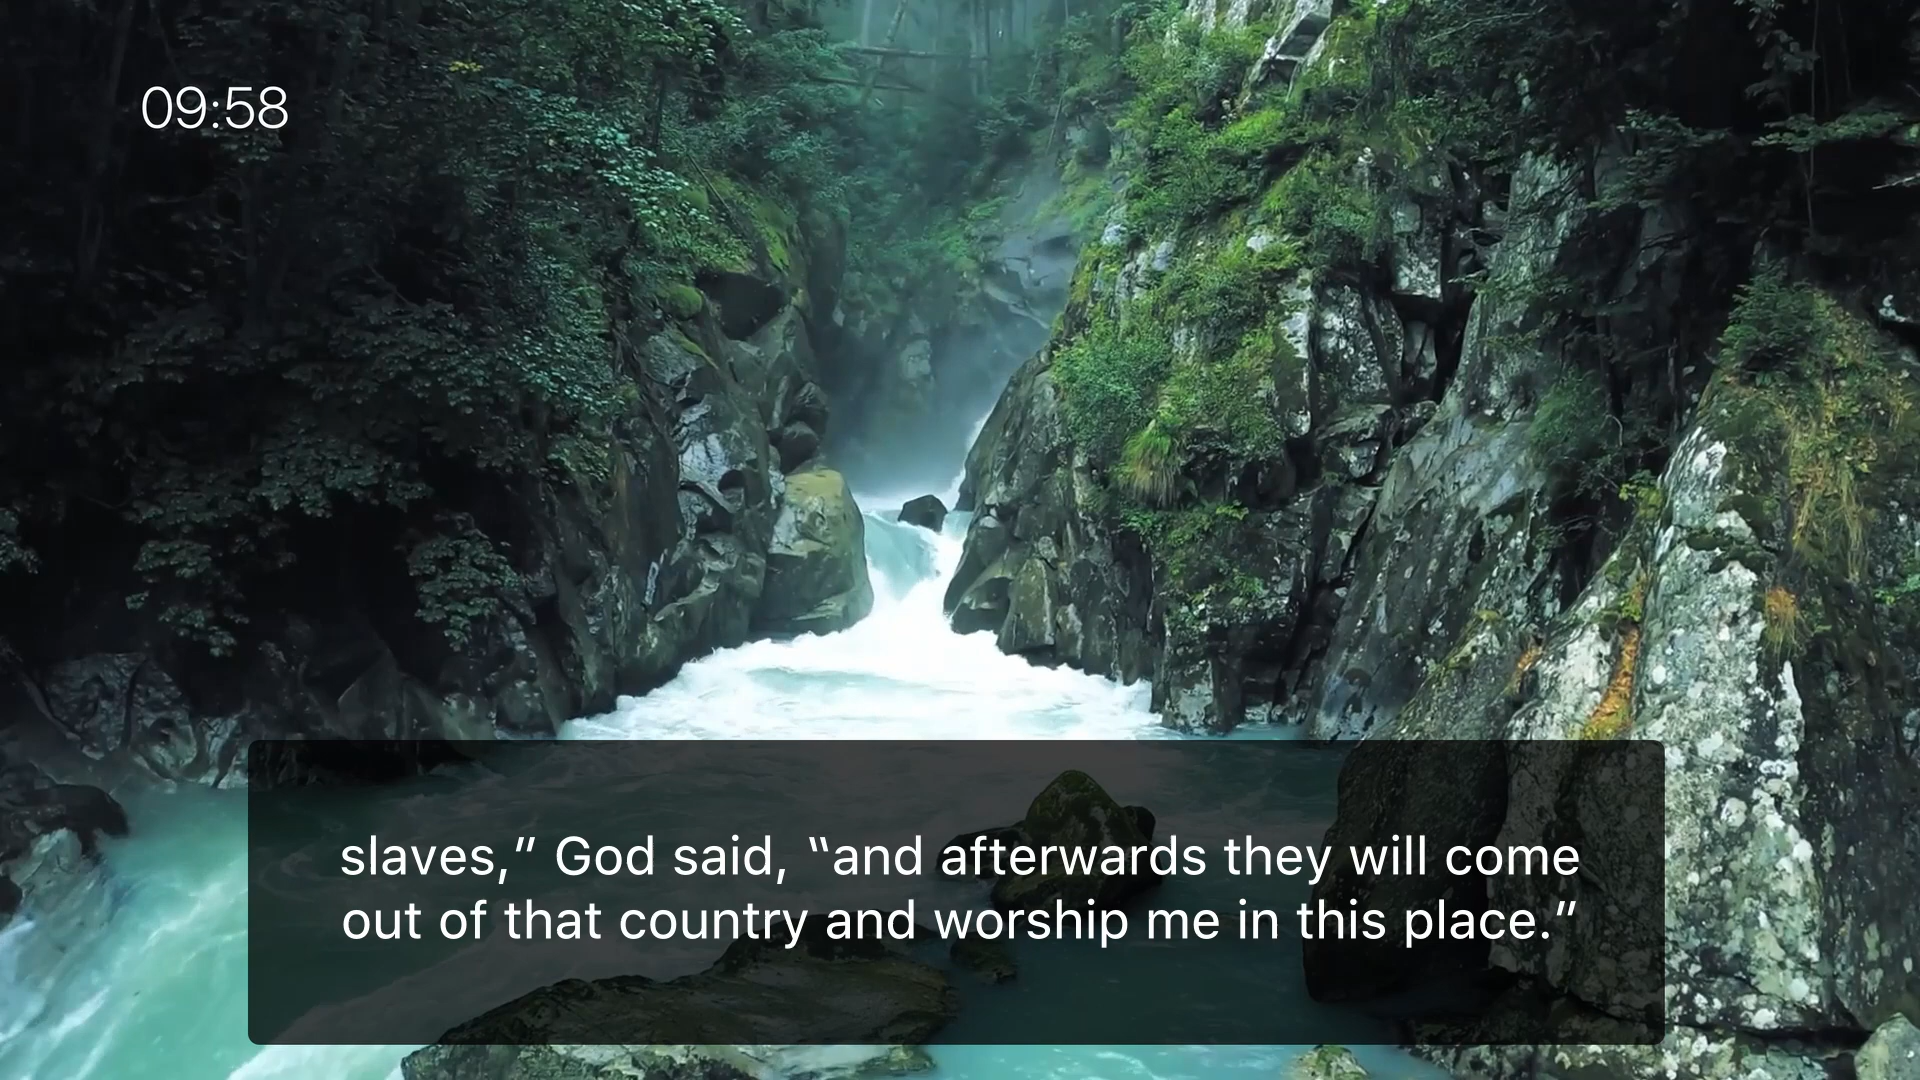 09:58
slaves,” God said, “and afterwards they will come
out of that country and worship me in this place.”